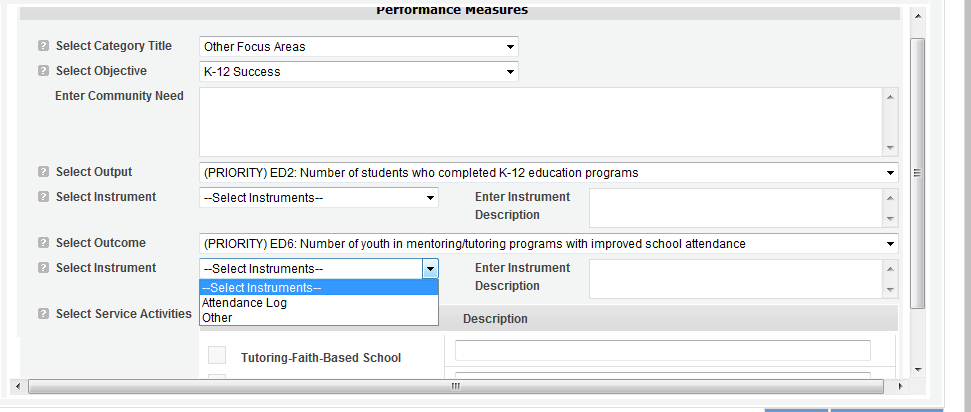 Performance Measures
Select Category Title
Other Focus Areas
Select Objective
K-12 Success
Enter Community Need
Select Output
(PRIORITY) ED2: Number of students who completed K-12 education programs
Select Instrument
--Select Instruments--
Enter Instrument
Description
Select Outcome
(PRIORITY) ED6: Number of youth in mentoring/tutoring programs with improved school attendance
Select Instrument
--Select Instruments--
Enter Instrument
Description
--Select Instruments--
Attendance Log
Other
Select Service Activities
Description
Tutoring-Faith-Based School